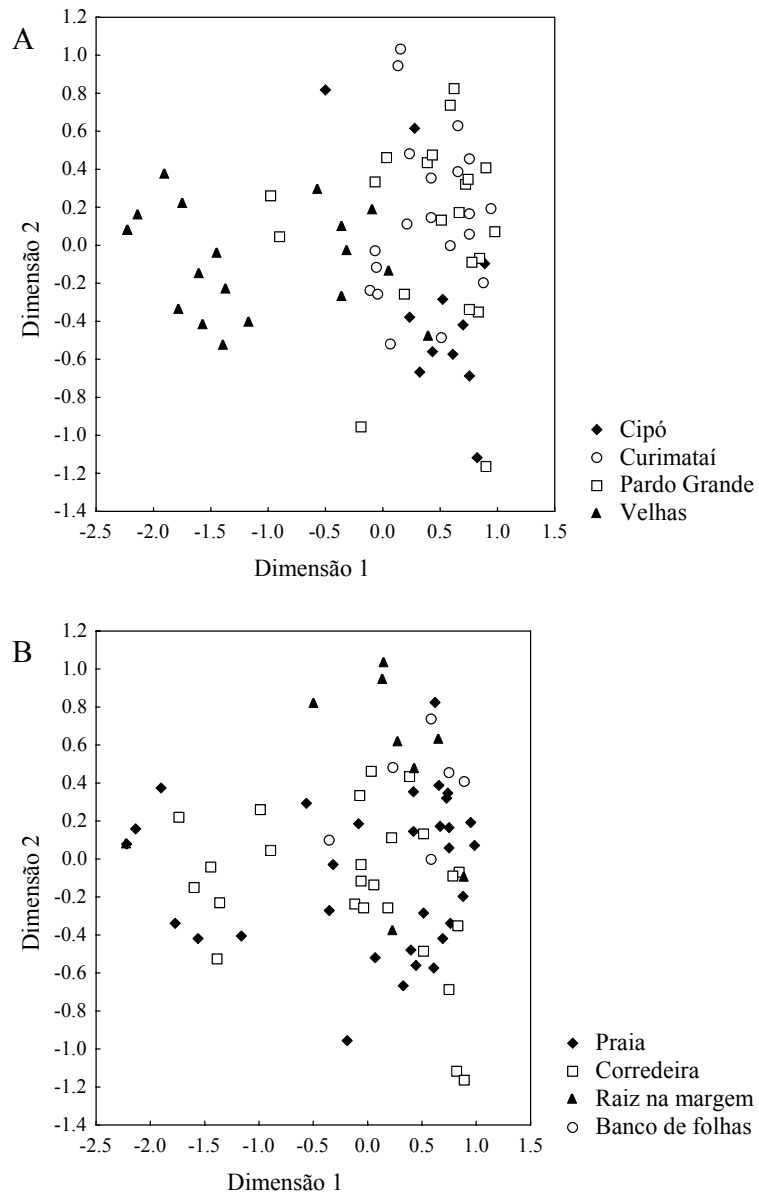 A
1.2
1.0
0.8
0.6
0.4
0.2
0.0
-0.2
-0.4
-0.6
-0.8
-1.0
-1.2
-1.4
Dimensão 2
-2.5 -2.0 -1.5 -1.0 -0.5 0.0 0.5 1.0 1.5
Dimensão 1
Cipó
Curimataí
Pardo Grande
Velhas
B
1.2
1.0
0.8
0.6
0.4
0.2
0.0
-0.2
-0.4
-0.6
-0.8
-1.0
-1.2
-1.4
Dimensão 2
-2.5 -2.0 -1.5 -1.0 -0.5 0.0 0.5 1.0 1.5
Dimensão 1
Praia
Corredeira
Raiz na margem
Banco de folhas